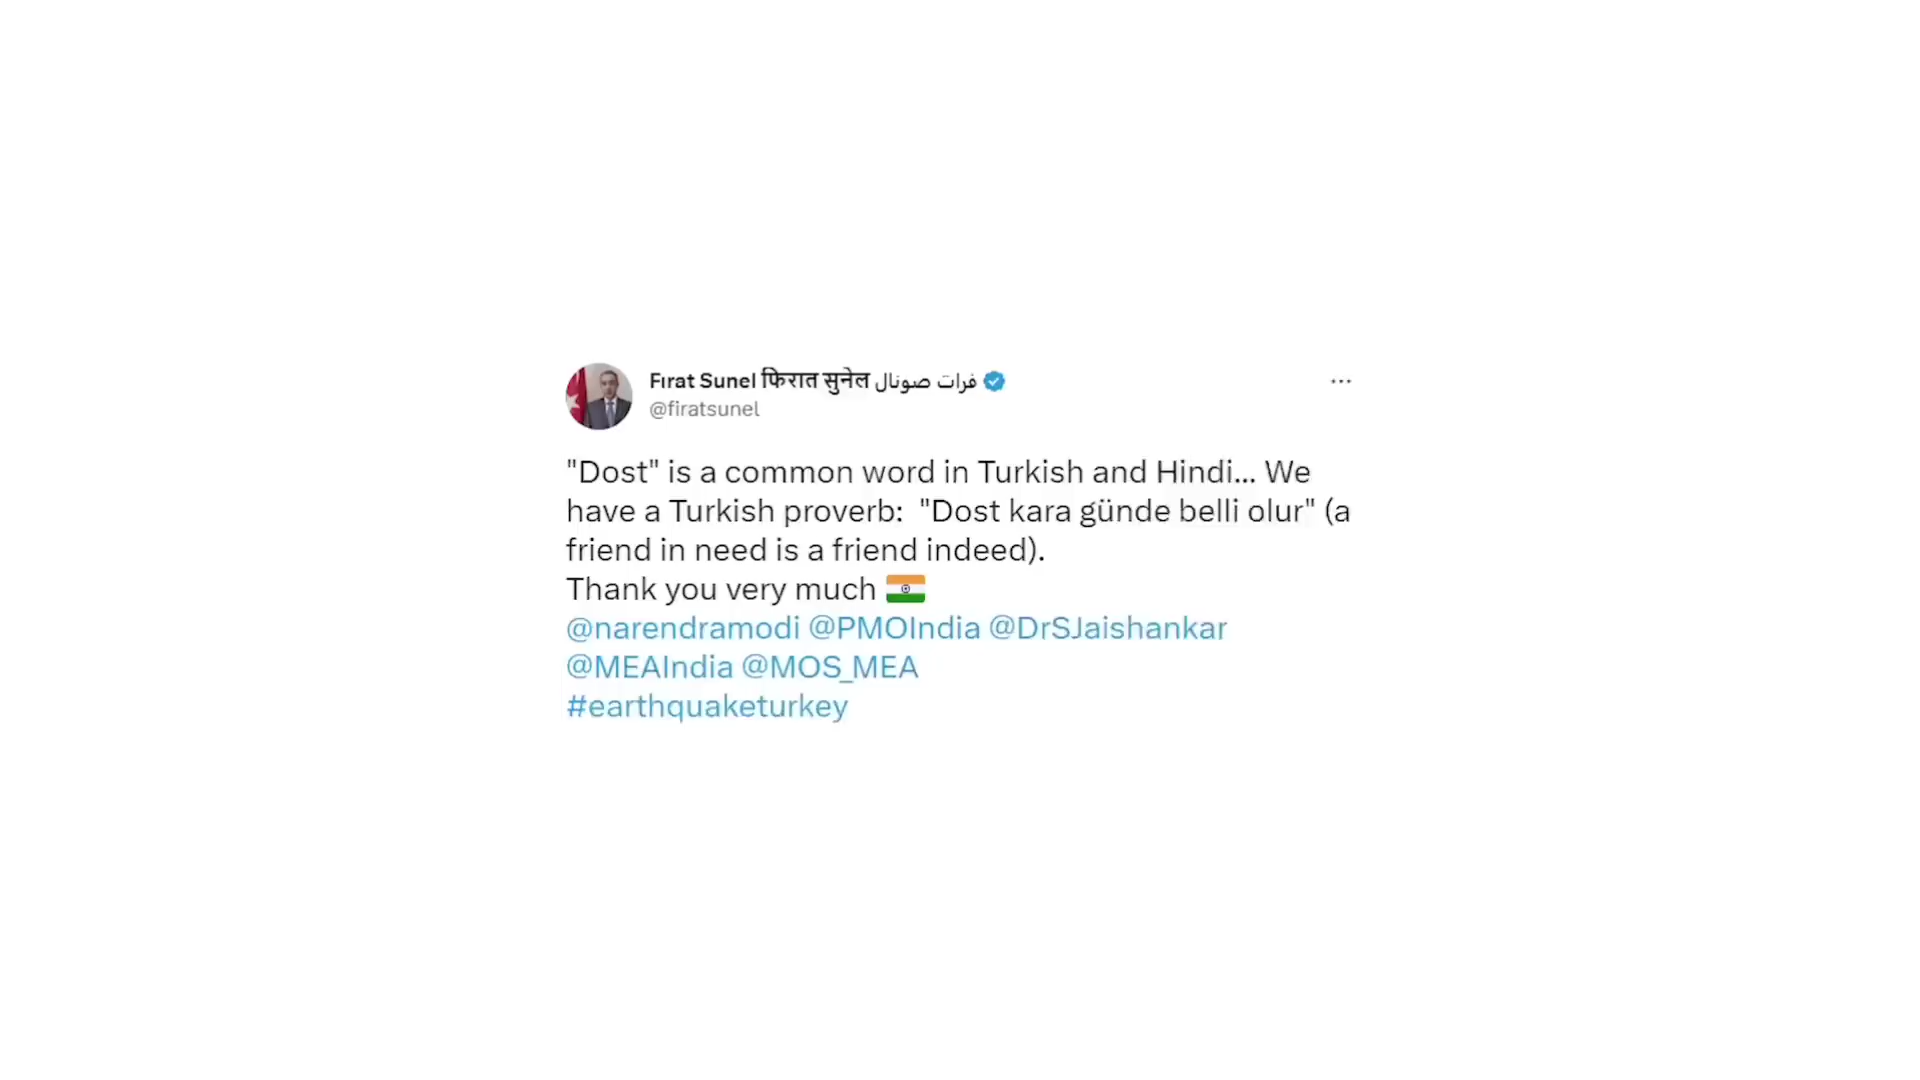 Fırat Sunel फिरात सुनेल فرات صونال
@firatsunel
"Dost" is a common word in Turkish and Hindi... We
have a Turkish proverb:  "Dost kara günde belli olur" (a
friend in need is a friend indeed).
Thank you very much 🇮🇳
@narendramodi @PMOIndia @DrSJaishankar
@MEAIndia @MOS_MEA
#earthquaketurkey